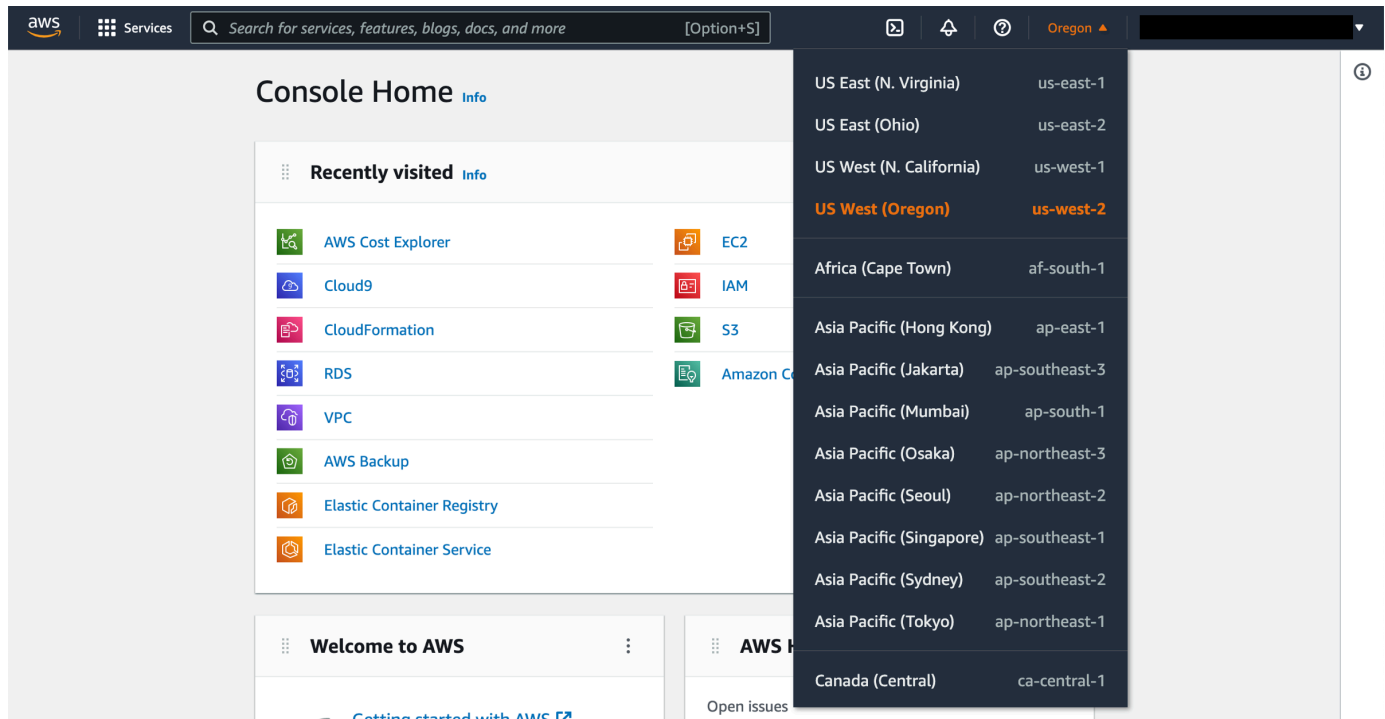 aws Services Search for services, features, blogs, docs, and more [Option+S] Oregon
Console Home Info
Recently visited Info
AWS Cost Explorer
Cloud9
CloudFormation
RDS
VPC
AWS Backup
Elastic Container Registry
Elastic Container Service
EC2
IAM
S3
Amazon
Welcome to AWS
Getting started with AWS
AWS
Open issues
US East (N. Virginia) us-east-1
US East (Ohio) us-east-2
US West (N. California) us-west-1
US West (Oregon) us-west-2
Africa (Cape Town) af-south-1
Asia Pacific (Hong Kong) ap-east-1
Asia Pacific (Jakarta) ap-southeast-3
Asia Pacific (Mumbai) ap-south-1
Asia Pacific (Osaka) ap-northeast-3
Asia Pacific (Seoul) ap-northeast-2
Asia Pacific (Singapore) ap-southeast-1
Asia Pacific (Sydney) ap-southeast-2
Asia Pacific (Tokyo) ap-northeast-1
Canada (Central) ca-central-1